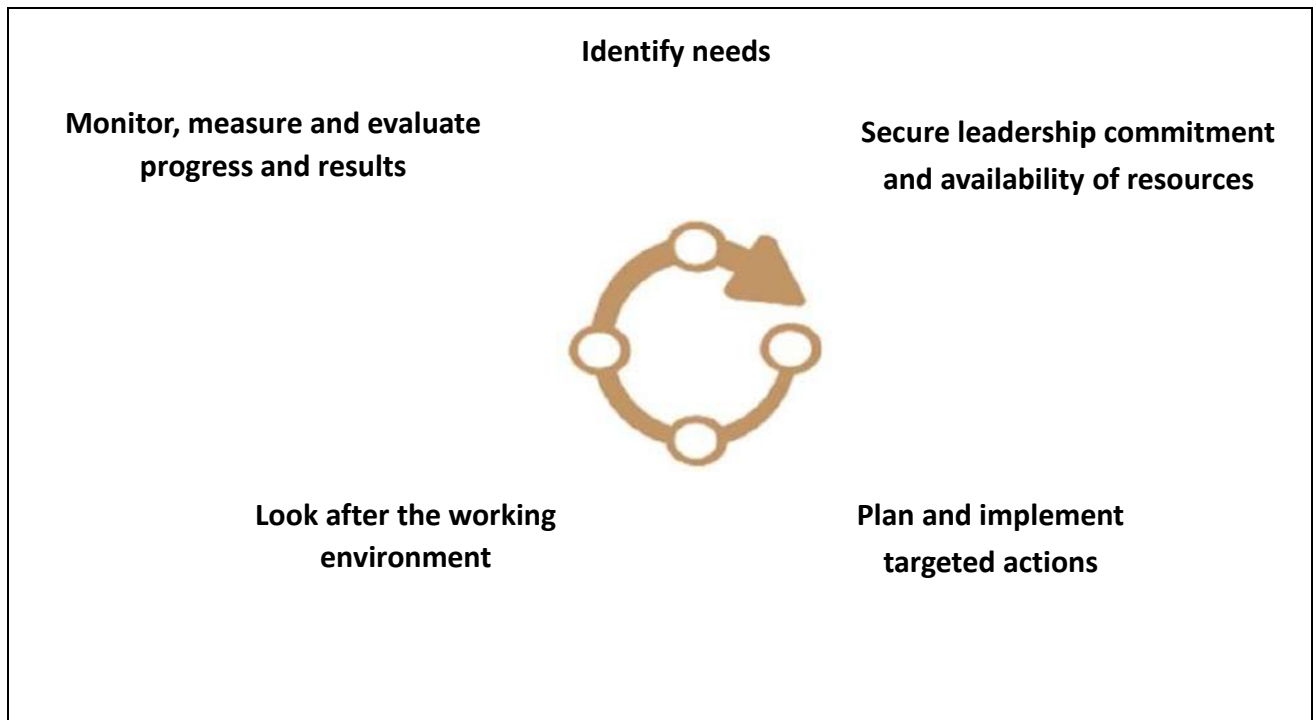 Identify needs
Monitor, measure and evaluate
progress and results
Secure leadership commitment
and availability of resources
Look after the working
environment
Plan and implement
targeted actions